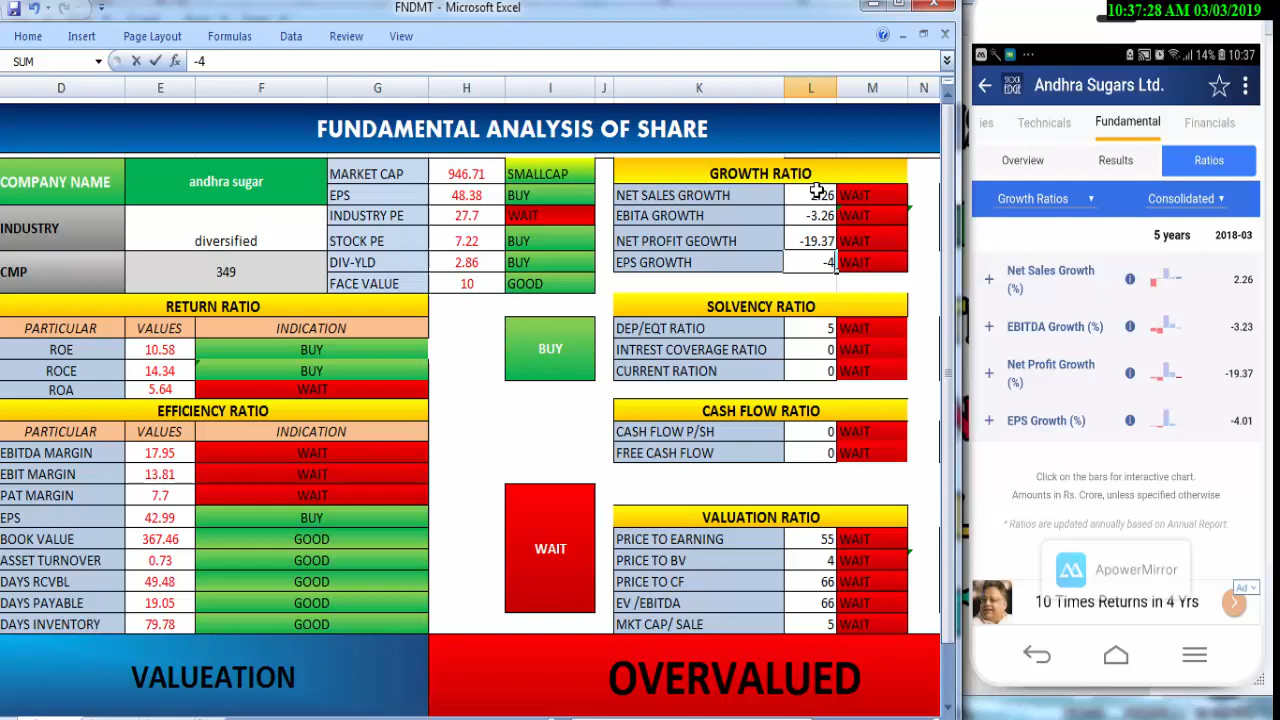 FNDMT - Microsoft Excel
10:37:28 AM 03/03/2019
Home Insert Page Layout Formulas Data Review View
SUM fx -4
D E F G H I J K L M N
FUNDAMENTAL ANALYSIS OF SHARE
COMPANY NAME andhra sugar
INDUSTRY diversified
CMP 349
MARKET CAP 946.71 SMALLCAP
EPS 48.38 BUY
INDUSTRY PE 27.7 WAIT
STOCK PE 7.22 BUY
DIV-YLD 2.86 BUY
FACE VALUE 10 GOOD
GROWTH RATIO
NET SALES GROWTH 2.26 WAIT
EBITA GROWTH -3.26 WAIT
NET PROFIT GEOWTH -19.37 WAIT
EPS GROWTH -4 WAIT
RETURN RATIO
PARTICULAR VALUES INDICATION
ROE 10.58 BUY
ROCE 14.34 BUY
ROA 5.64 WAIT
BUY
SOLVENCY RATIO
DEP/EQT RATIO 5 WAIT
INTREST COVERAGE RATIO 0 WAIT
CURRENT RATION 0 WAIT
EFFICIENCY RATIO
PARTICULAR VALUES INDICATION
EBITDA MARGIN 17.95 WAIT
EBIT MARGIN 13.81 WAIT
PAT MARGIN 7.7 WAIT
EPS 42.99 BUY
BOOK VALUE 367.46 GOOD
ASSET TURNOVER 0.73 GOOD
DAYS RCVBL 49.48 GOOD
DAYS PAYABLE 19.05 GOOD
DAYS INVENTORY 79.78 GOOD
WAIT
CASH FLOW RATIO
CASH FLOW P/SH 0 WAIT
FREE CASH FLOW 0 WAIT
VALUATION RATIO
PRICE TO EARNING 55 WAIT
PRICE TO BV 4 WAIT
PRICE TO CF 66 WAIT
EV /EBITDA 66 WAIT
MKT CAP/ SALE 5 WAIT
VALUEATION OVERVALUED
14% 10:37
STOCK EDGE Andhra Sugars Ltd.
ies Technicals Fundamental Financials
Overview Results Ratios
Growth Ratios Consolidated
5 years 2018-03
+ Net Sales Growth (%) 2.26
+ EBITDA Growth (%) -3.23
+ Net Profit Growth (%) -19.37
+ EPS Growth (%) -4.01
Click on the bars for interactive chart.
Amounts in Rs. Crore, unless specified otherwise
* Ratios are updated annually based on Annual Report.
ApowerMirror
Ad
10 Times Returns in 4 Yrs